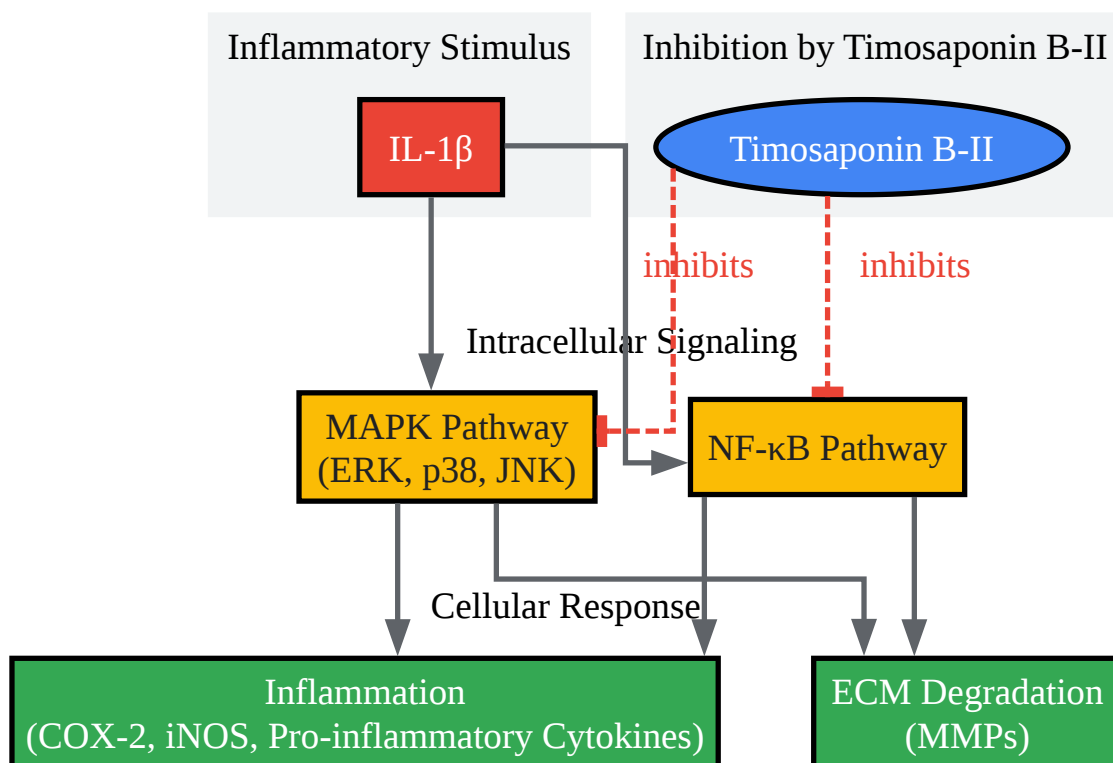 Inflammatory Stimulus
Inhibition by Timosaponin B-II
IL-1β
Timosaponin B-II
inhibits
inhibits
Intracellular Signaling
MAPK Pathway
(ERK, p38, JNK)
NF-κB Pathway
Cellular Response
Inflammation
(COX-2, iNOS, Pro-inflammatory Cytokines)
ECM Degradation
(MMPs)